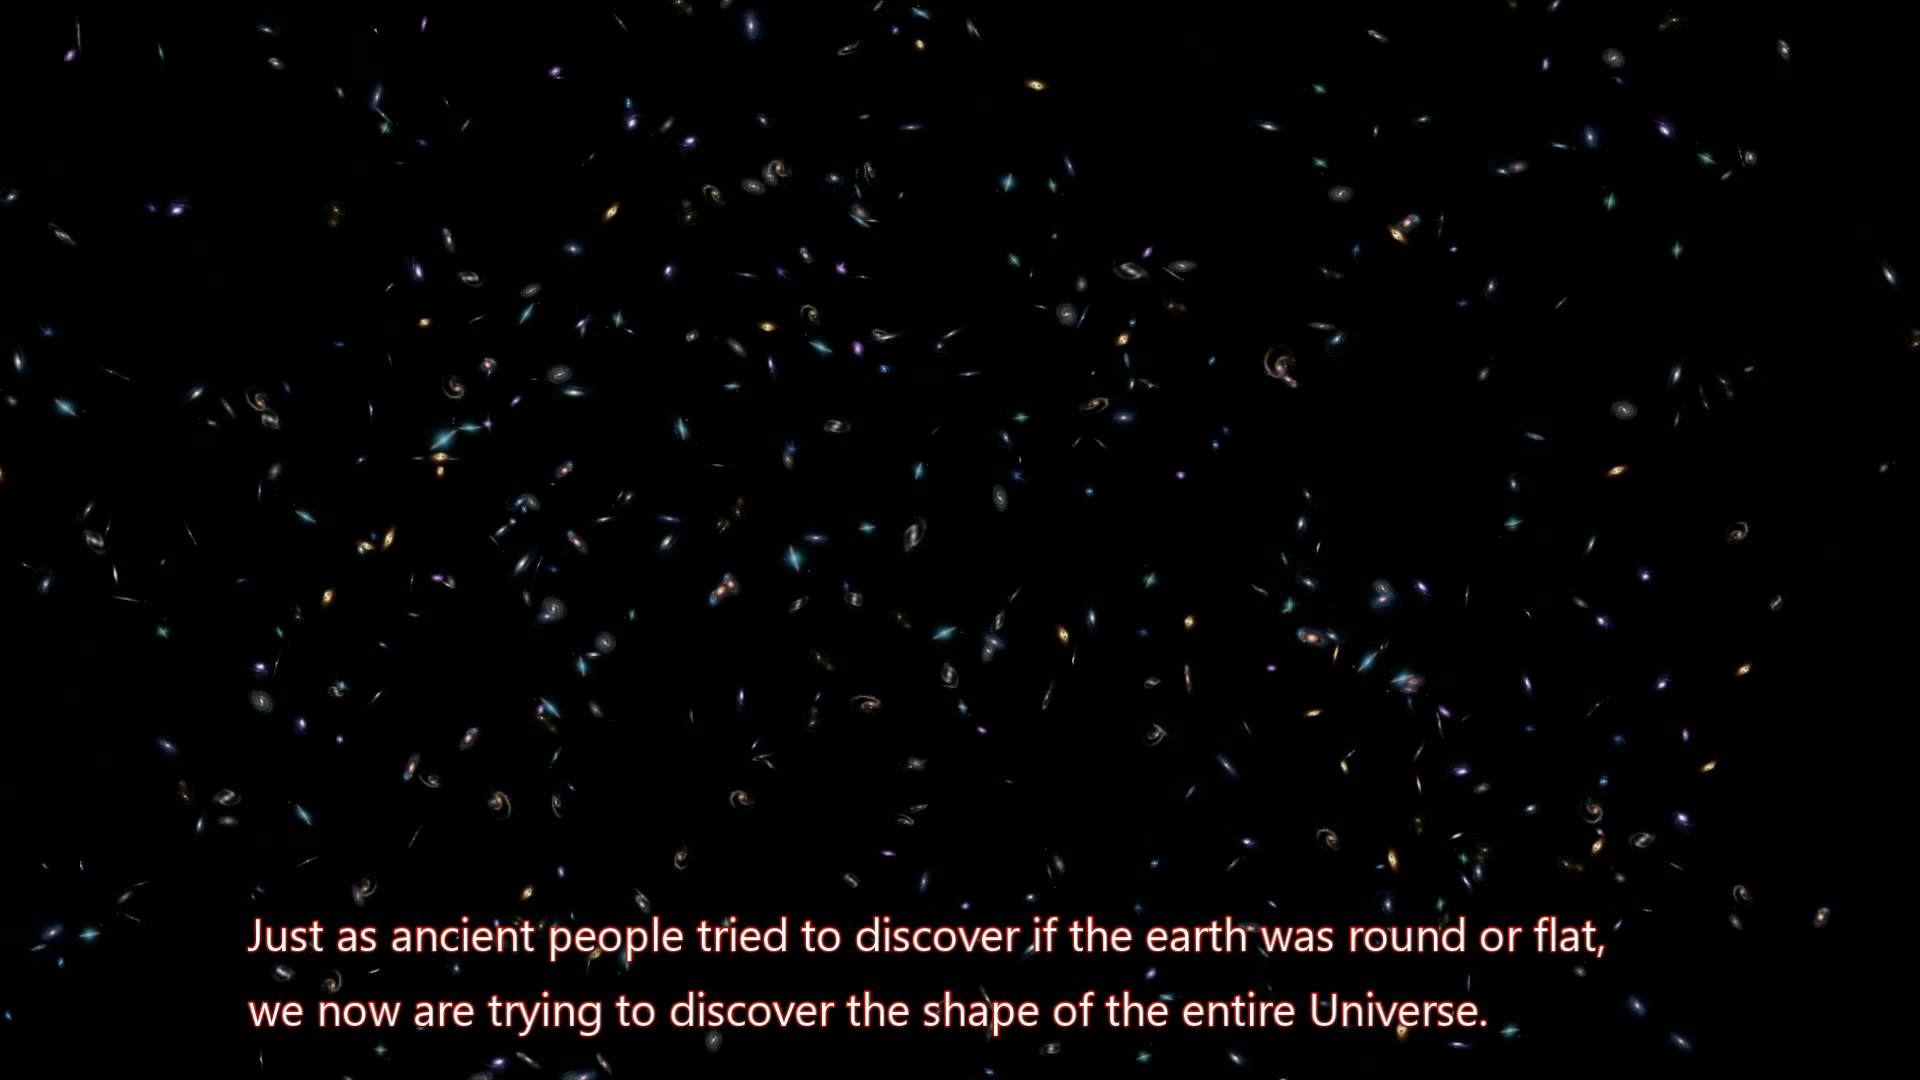 Just as ancient people tried to discover if the earth was round or flat,
we now are trying to discover the shape of the entire Universe.